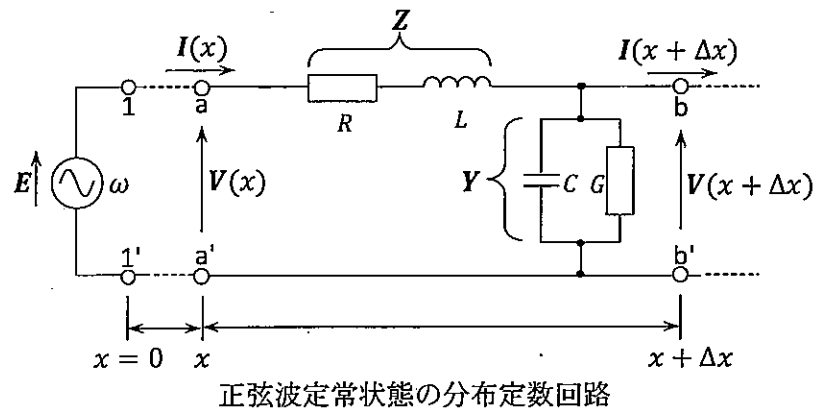 Z
I(x)
I(x + Δx)
1
a
b
R
L
E
ω
V(x)
Y
C
G
V(x + Δx)
1'
a'
b'
x = 0
x
x + Δx
正弦波定常状態の分布定数回路